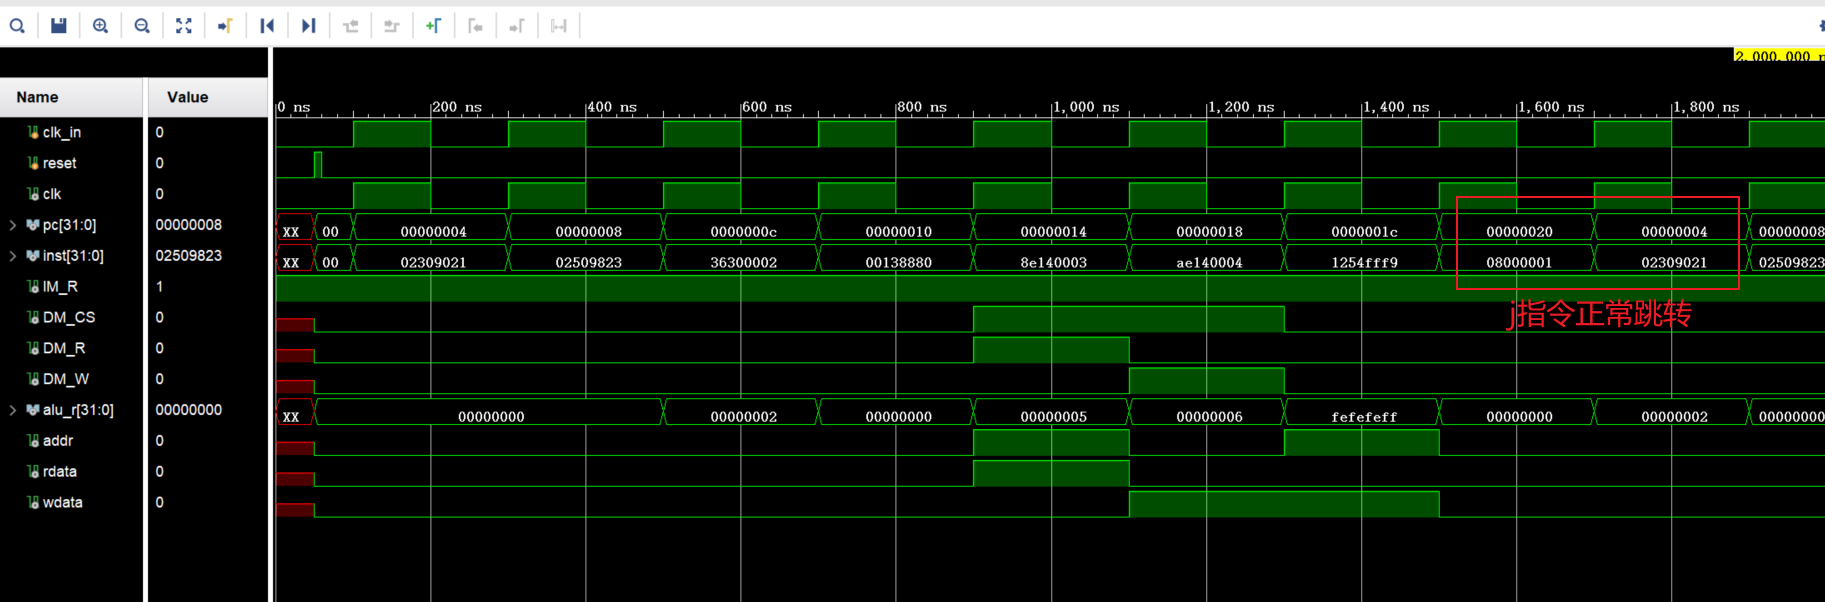 2,000.000 n
Name Value
0 ns 200 ns 400 ns 600 ns 800 ns 1,000 ns 1,200 ns 1,400 ns 1,600 ns 1,800 ns
clk_in 0
reset 0
clk 0
pc[31:0] 00000008 XX 00 00000004 00000008 0000000c 00000010 00000014 00000018 0000001c 00000020 00000004 00000008
inst[31:0] 02509823 XX 00 02309021 02509823 36300002 00138880 8e140003 ae140004 1254fff9 08000001 02309021 02509823
IM_R 1
j指令正常跳转
DM_CS 0
DM_R 0
DM_W 0
alu_r[31:0] 00000000 XX 00000000 00000002 00000000 00000005 00000006 fefefeff 00000000 00000002 00000000
addr 0
rdata 0
wdata 0